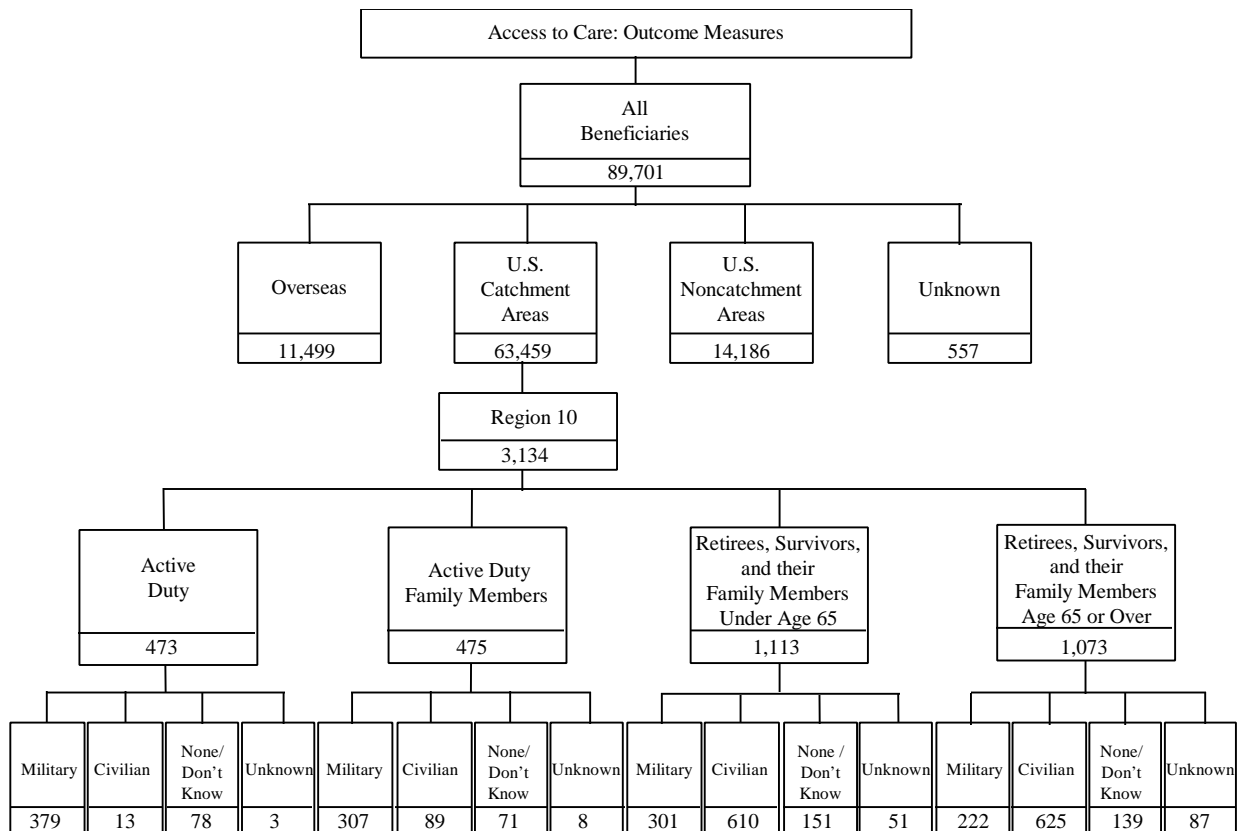 Access to Care: Outcome Measures
All
Beneficiaries
89,701
Overseas
11,499
U.S.
Catchment
Areas
63,459
U.S.
Noncatchment
Areas
14,186
Unknown
557
Region 10
3,134
Active
Duty
473
Active Duty
Family Members
475
Retirees, Survivors,
and their
Family Members
Under Age 65
1,113
Retirees, Survivors,
and their
Family Members
Age 65 or Over
1,073
Military
379
Civilian
13
None/
Don't
Know
78
Unknown
3
Military
307
Civilian
89
None/
Don't
Know
71
Unknown
8
Military
301
Civilian
610
None /
Don't
Know
151
Unknown
51
Military
222
Civilian
625
None/
Don't
Know
139
Unknown
87